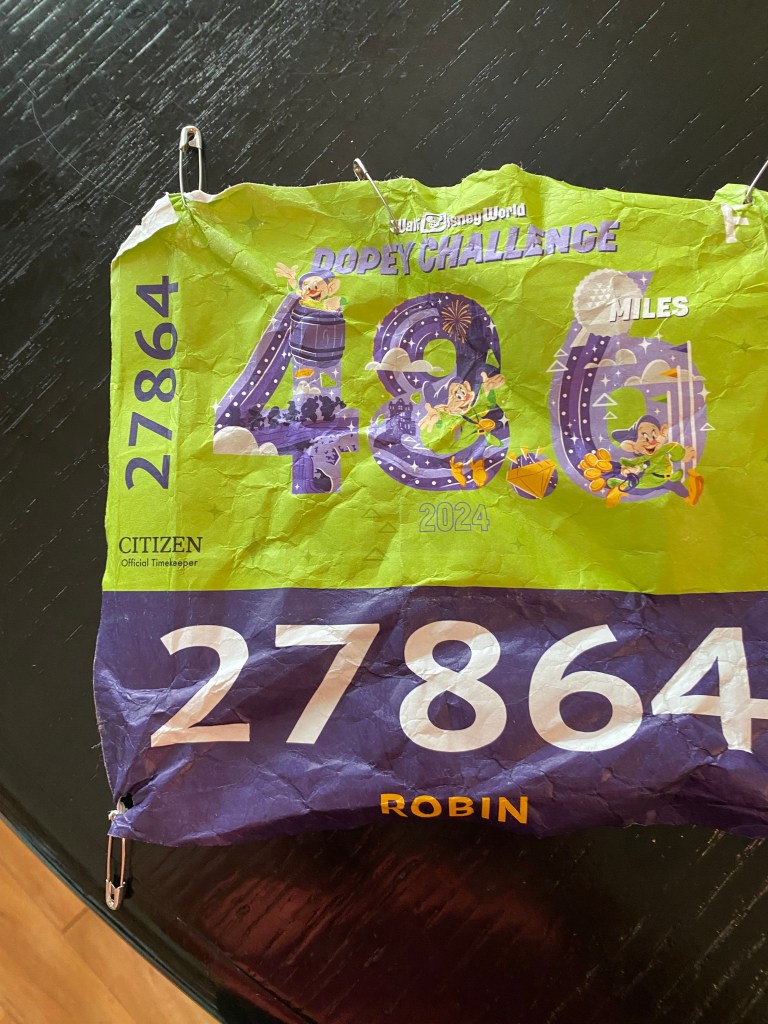 Walt Disney World
DOPEY CHALLENGE
48.6
MILES
2024
27864
CITIZEN
Official Timekeeper
27864
ROBIN